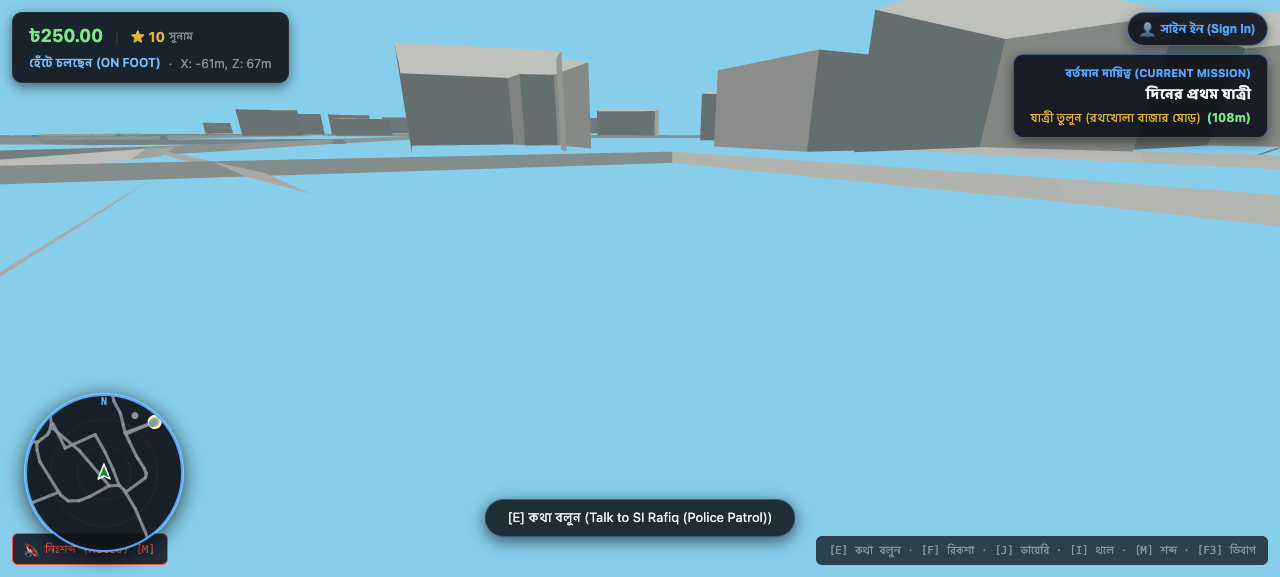 ৳250.00 | ★ 10 সুনাম
হেঁটে চলছেন (ON FOOT) · X: -61m, Z: 67m
সাইন ইন (Sign In)
বর্তমান দায়িত্ব (CURRENT MISSION)
দিনের প্রথম যাত্রী
যাত্রী তুলুন (রথখোলা বাজার মোড়) (108m)
N
[E] কথা বলুন (Talk to SI Rafiq (Police Patrol))
নিঃশব্দ [M]
[E] কথা বলুন · [F] রিকশা · [J] ডায়েরি · [I] থলে · [M] শব্দ · [F3] ডিবাগ